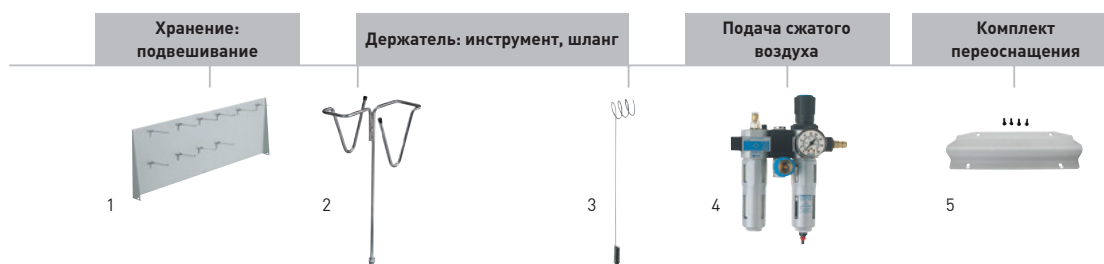 Хранение:
подвешивание
Держатель: инструмент, шланг
Подача сжатого
воздуха
Комплект
переоснащения
1
2
3
4
5